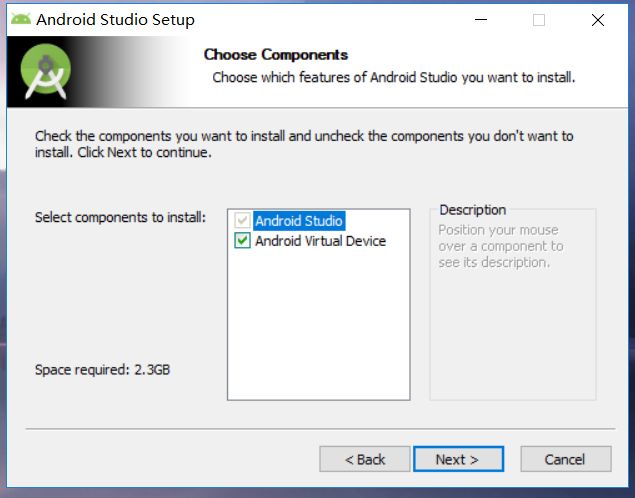 Android Studio Setup
Choose Components
Choose which features of Android Studio you want to install.
Check the components you want to install and uncheck the components you don't want to
install. Click Next to continue.
Select components to install:
Android Studio
Android Virtual Device
Description
Position your mouse
over a component to
see its description.
Space required: 2.3GB
< Back
Next >
Cancel